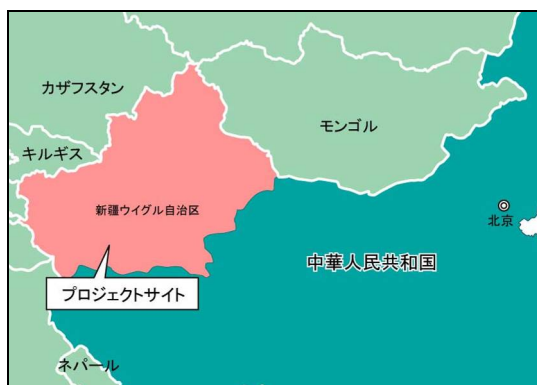 カザフスタン
モンゴル
キルギス
新疆ウイグル自治区
北京
中華人民共和国
プロジェクトサイト
ネパール